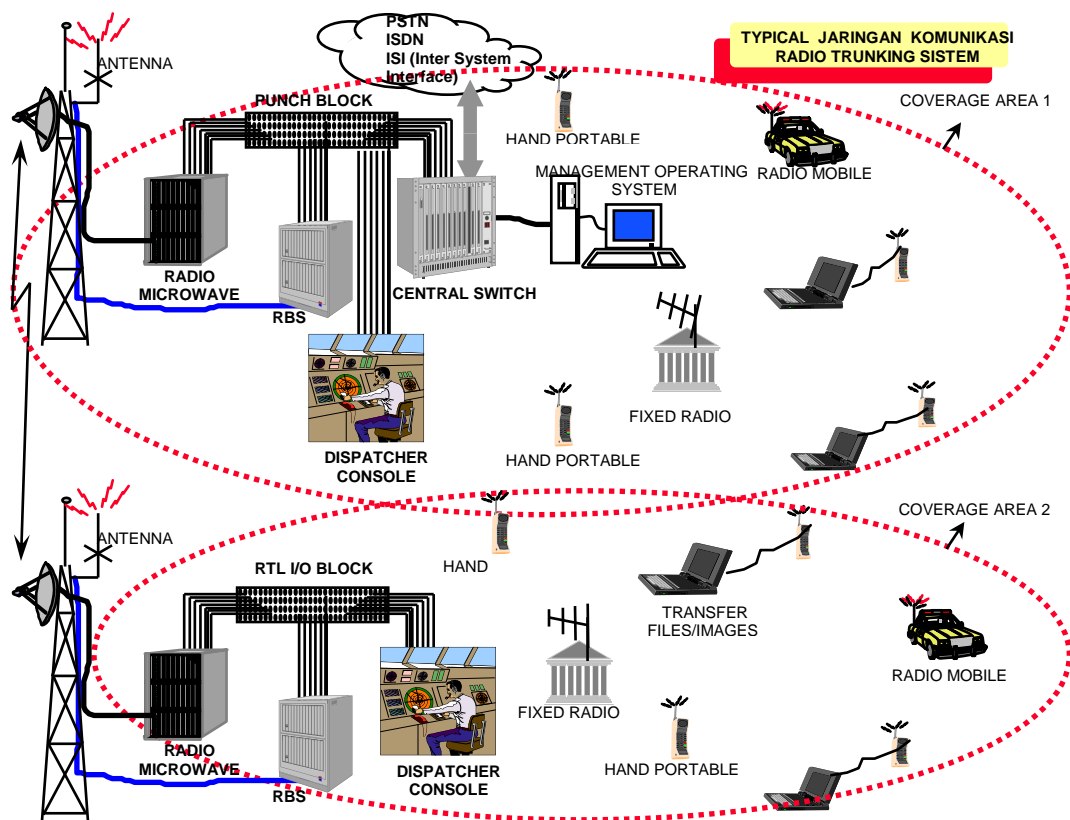 PSTN
ISDN
ISI (Inter System
Interface)
TYPICAL JARINGAN KOMUNIKASI
RADIO TRUNKING SISTEM
ANTENNA
PUNCH BLOCK
COVERAGE AREA 1
HAND PORTABLE
RADIO MOBILE
MANAGEMENT OPERATING
SYSTEM
RADIO
MICROWAVE
RBS
CENTRAL SWITCH
FIXED RADIO
DISPATCHER
CONSOLE
HAND PORTABLE
COVERAGE AREA 2
ANTENNA
RTL I/O BLOCK
HAND
TRANSFER
FILES/IMAGES
RADIO MOBILE
FIXED RADIO
RADIO
MICROWAVE
RBS
DISPATCHER
CONSOLE
HAND PORTABLE